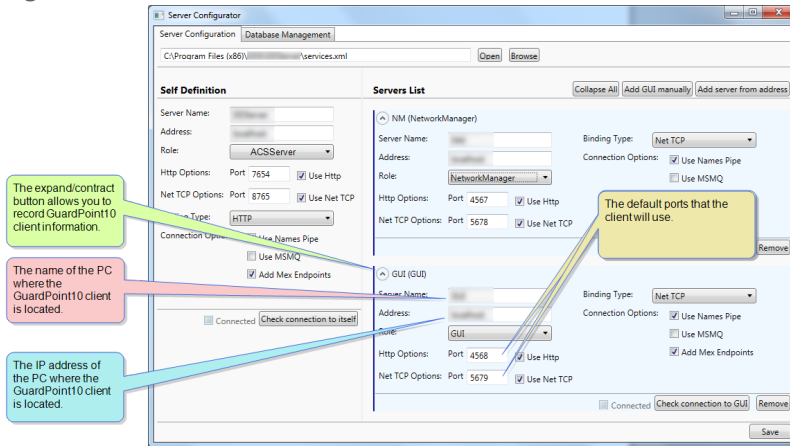 Server Configurator
Server Configuration Database Management
C:\Program Files (x86)\ \services.xml Open Browse
Self Definition
Server Name:
Address:
Role: ACSServer
Http Options: Port 7654 Use Http
Net TCP Options: Port 8765 Use Net TCP
Type: HTTP
Connection Use Names Pipe
Use MSMQ
Add Mex Endpoints
Connected Check connection to itself
Servers List Collapse All Add GUI manually Add server from address
NM (NetworkManager)
Server Name: Binding Type: Net TCP
Address: Connection Options: Use Names Pipe
Role: NetworkManager Use MSMQ
Http Options: Port 4567 Use Http
Net TCP Options: Port 5678 Use Net TCP
Remove
GUI (GUI)
Server Name: Binding Type: Net TCP
Address: Connection Options: Use Names Pipe
Role: GUI Use MSMQ
Http Options: Port 4568 Use Http Add Mex Endpoints
Net TCP Options: Port 5679 Use Net TCP
Connected Check connection to GUI Remove
Save
The expand/contract
button allows you to
record GuardPoint10
client information.
The name of the PC
where the
GuardPoint10 client
is located.
The IP address of
the PC where the
GuardPoint10 client
is located.
The default ports that the
client will use.